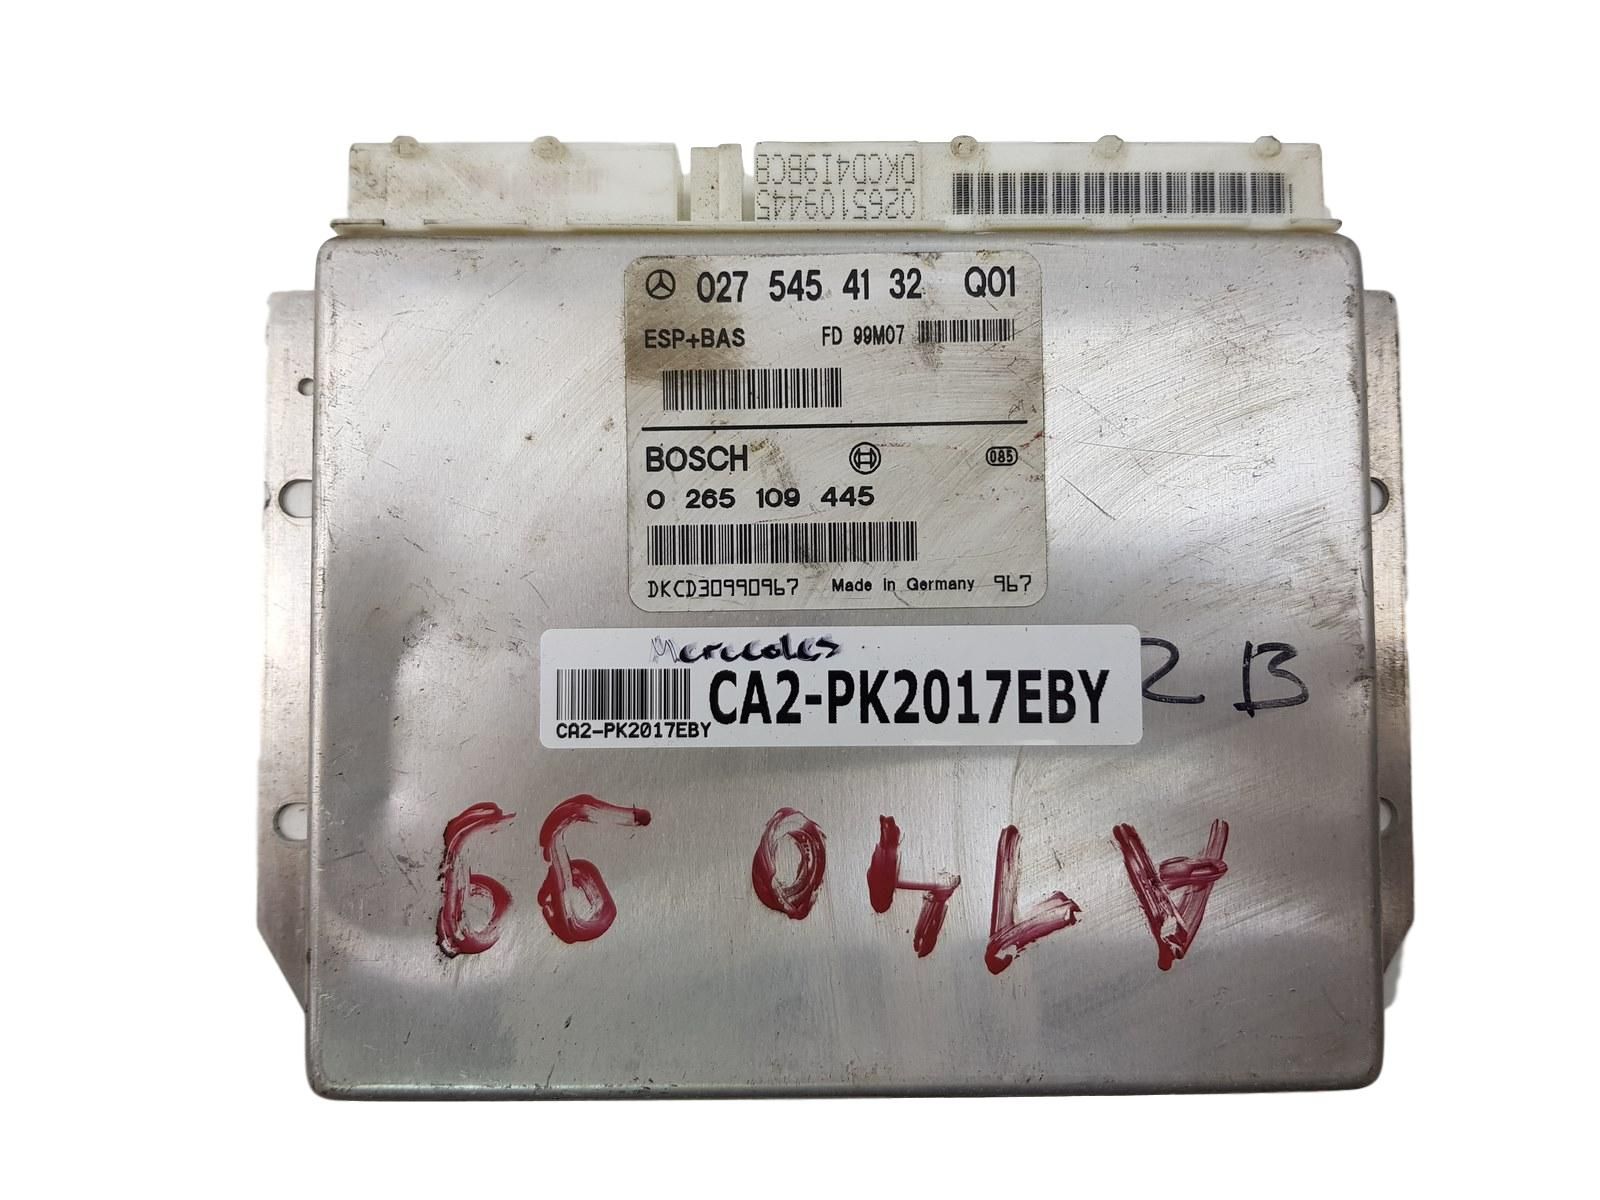 0265109445
DKCD4I9BC8
027 545 41 32 Q01
ESP+BAS FD 99M07
BOSCH 085
0 265 109 445
DKCD30990967 Made in Germany 967
Mercedes
CA2-PK2017EBY
CA2-PK2017EBY
2 B
A140 99